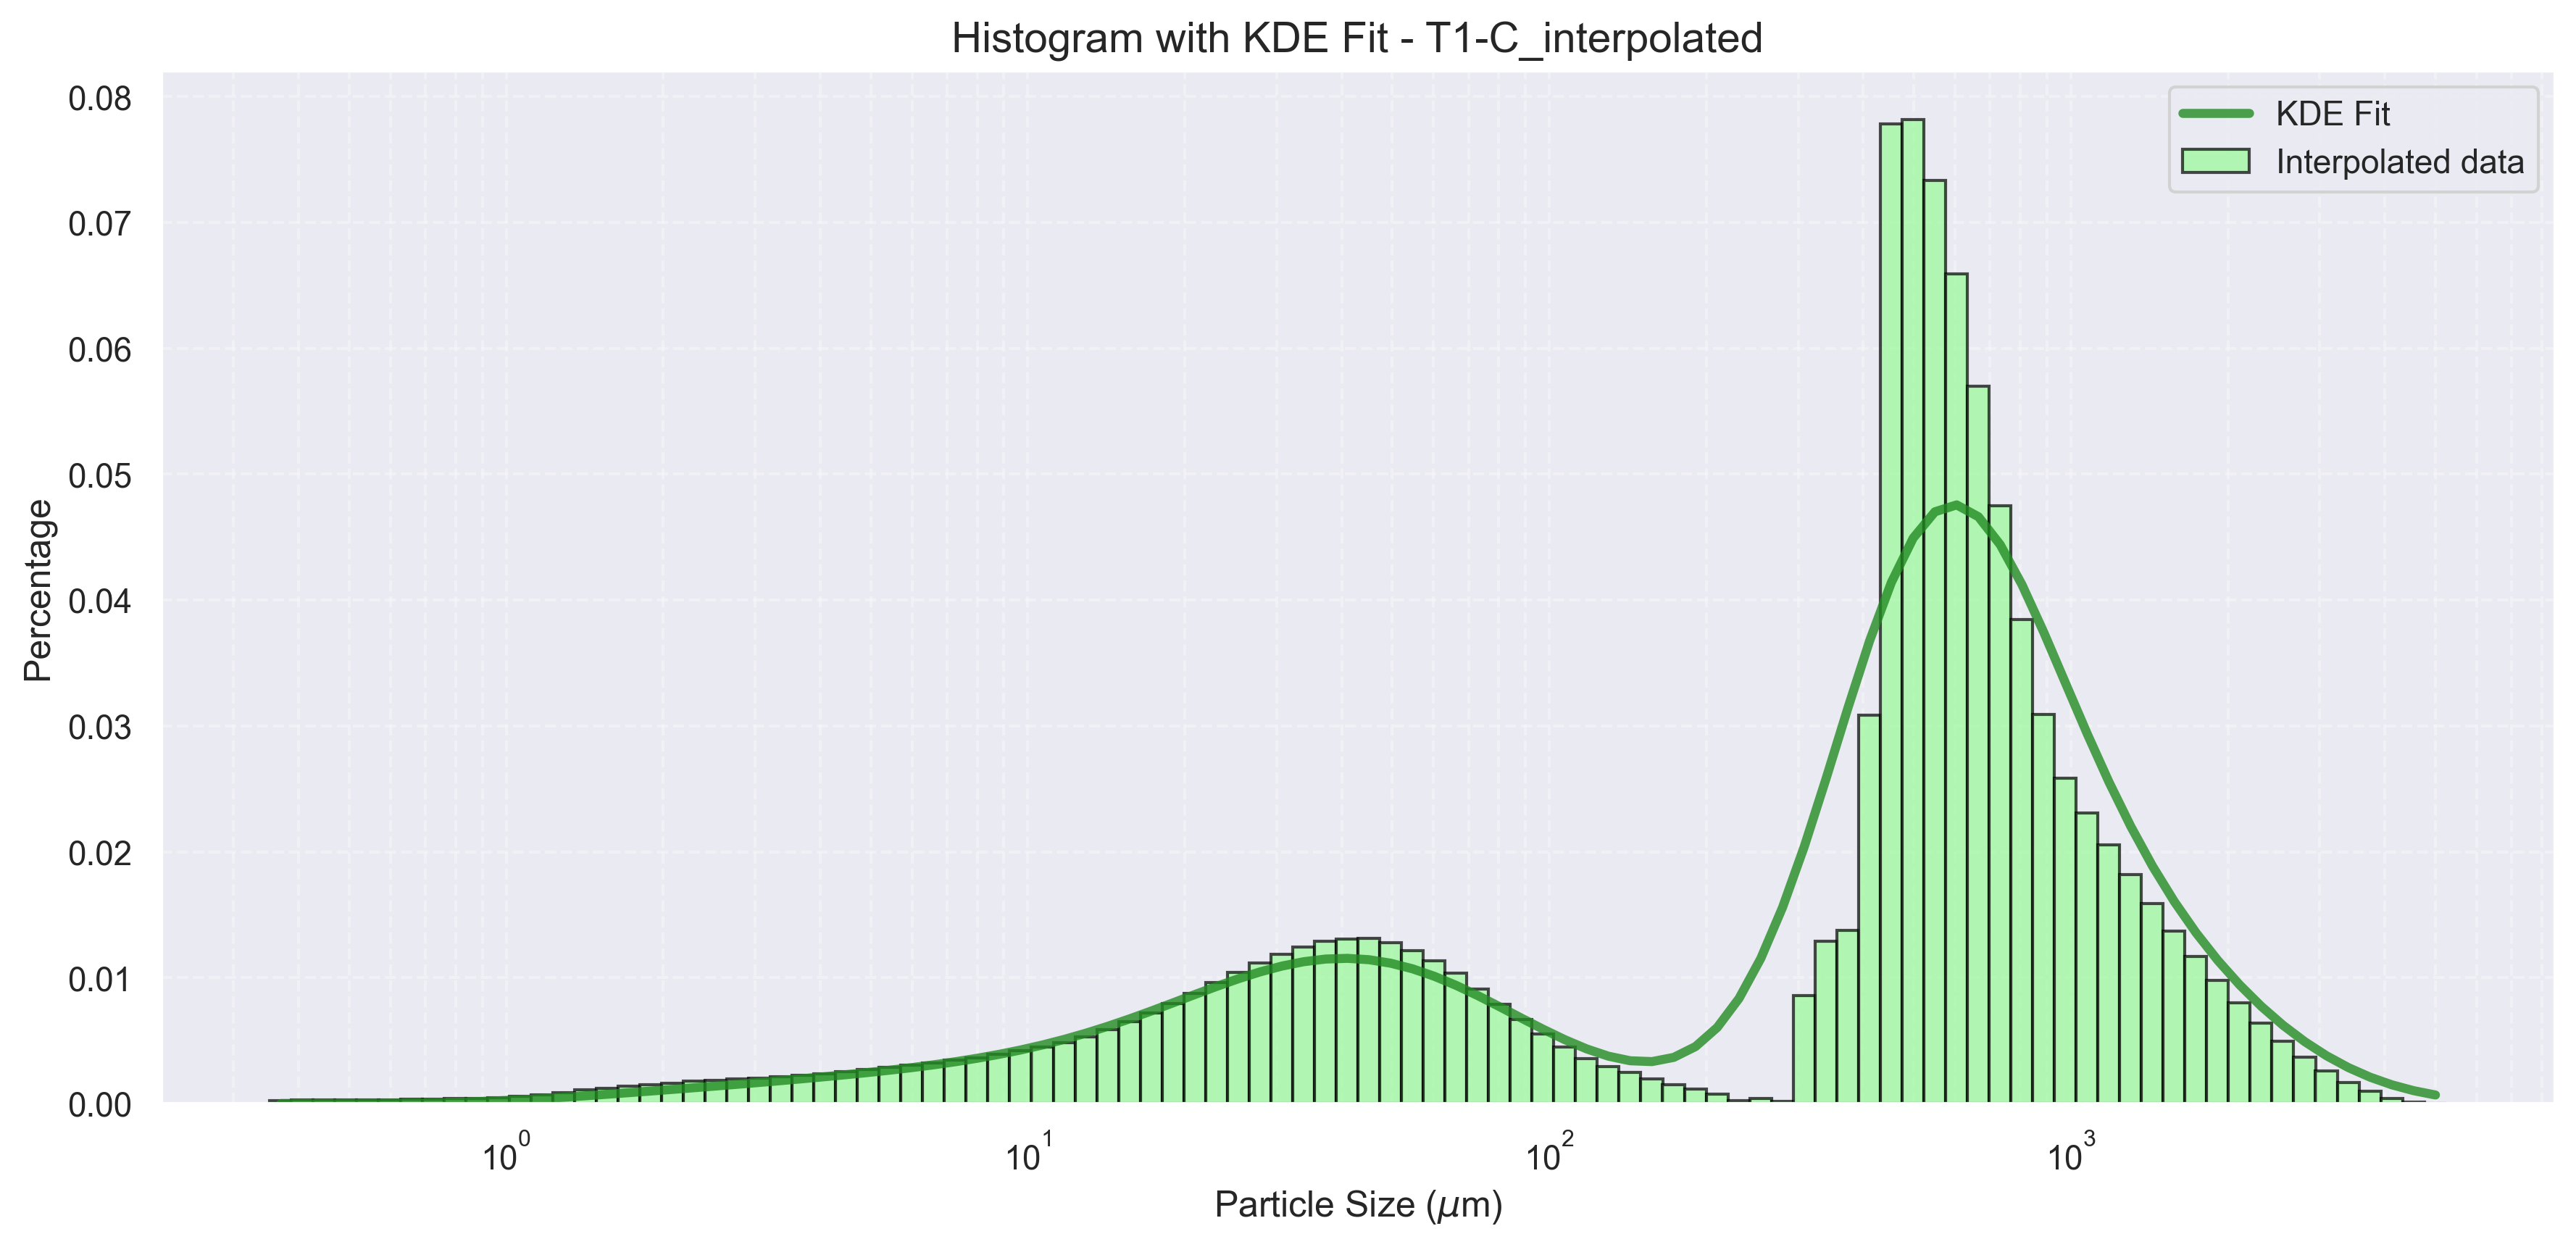 Histogram with KDE Fit - T1-C_interpolated
KDE Fit
Interpolated data
0.08
0.07
0.06
0.05
0.04
0.03
0.02
0.01
0.00
Percentage
10^0
10^1
10^2
10^3
Particle Size (μm)